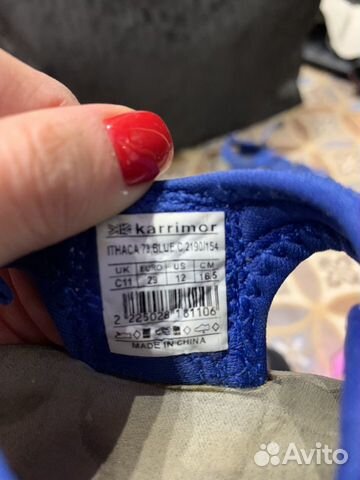 karrimor
ITHACA 73,BLUE,C,2190/154
UK EURO US CM
C11 29 12 16.5
2 225028 161106
MADE IN CHINA
Avito